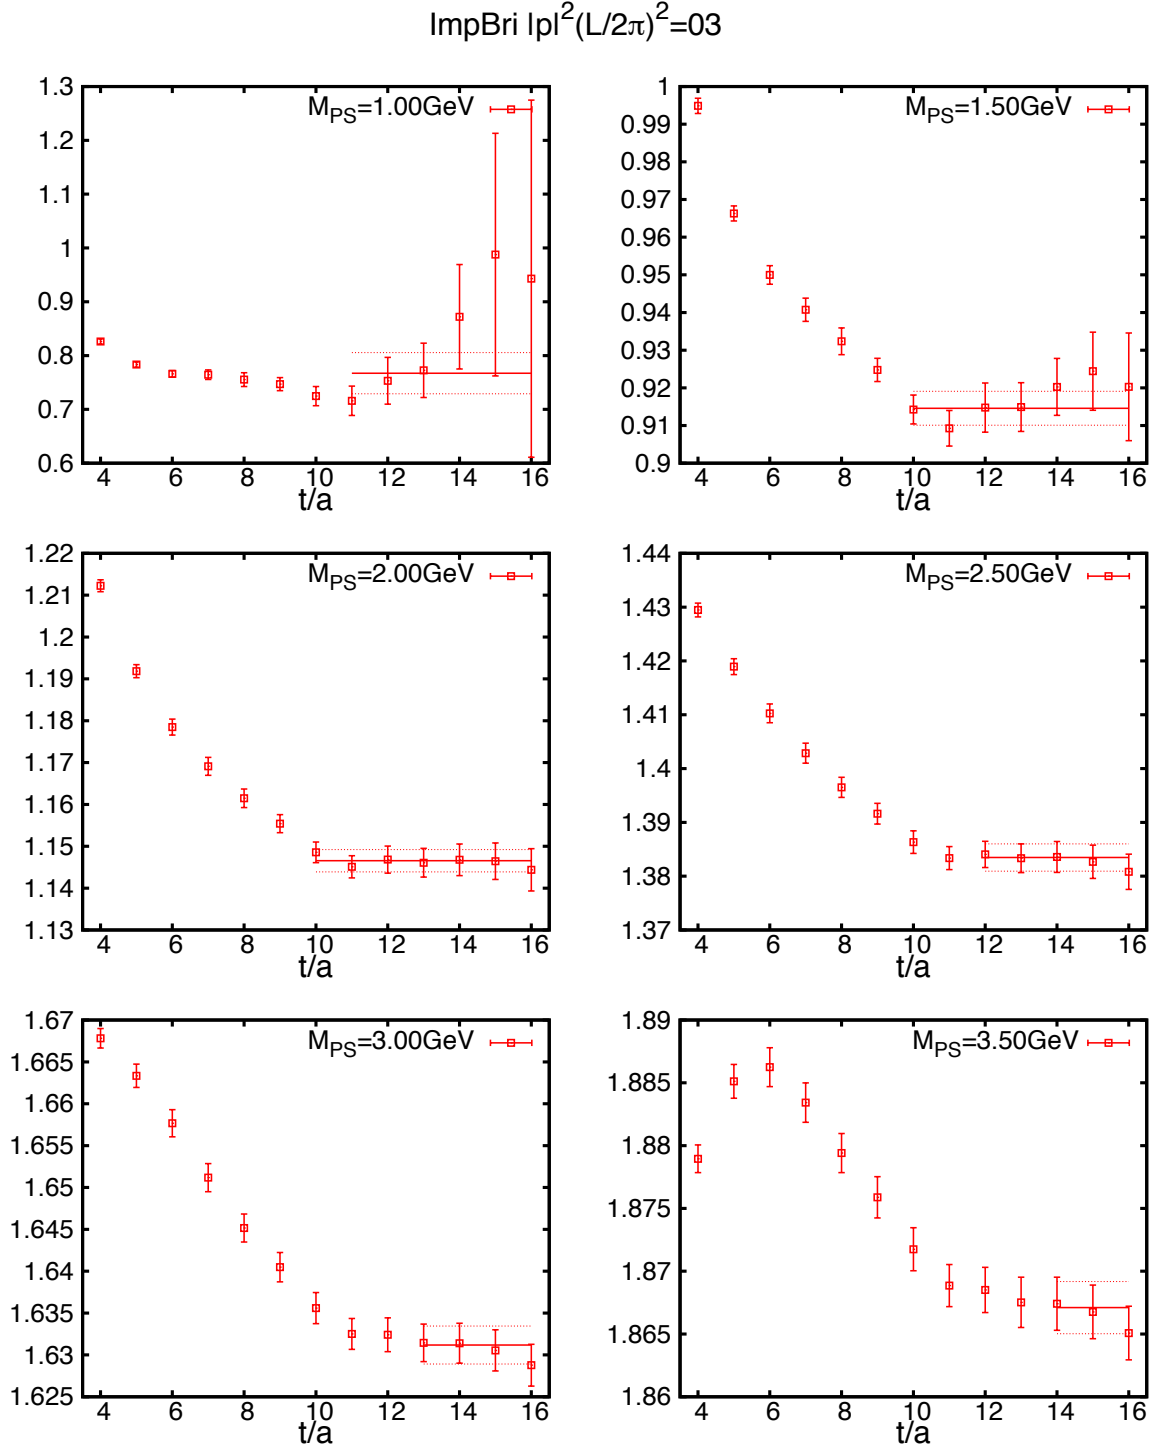 ImpBri |p|²(L/2π)²=03
M_PS=1.00GeV
1.3
1.2
1.1
1
0.9
0.8
0.7
0.6
4 6 8 10 12 14 16
t/a
M_PS=1.50GeV
1
0.99
0.98
0.97
0.96
0.95
0.94
0.93
0.92
0.91
0.9
4 6 8 10 12 14 16
t/a
M_PS=2.00GeV
1.22
1.21
1.2
1.19
1.18
1.17
1.16
1.15
1.14
1.13
4 6 8 10 12 14 16
t/a
M_PS=2.50GeV
1.44
1.43
1.42
1.41
1.4
1.39
1.38
1.37
4 6 8 10 12 14 16
t/a
M_PS=3.00GeV
1.67
1.665
1.66
1.655
1.65
1.645
1.64
1.635
1.63
1.625
4 6 8 10 12 14 16
t/a
M_PS=3.50GeV
1.89
1.885
1.88
1.875
1.87
1.865
1.86
4 6 8 10 12 14 16
t/a